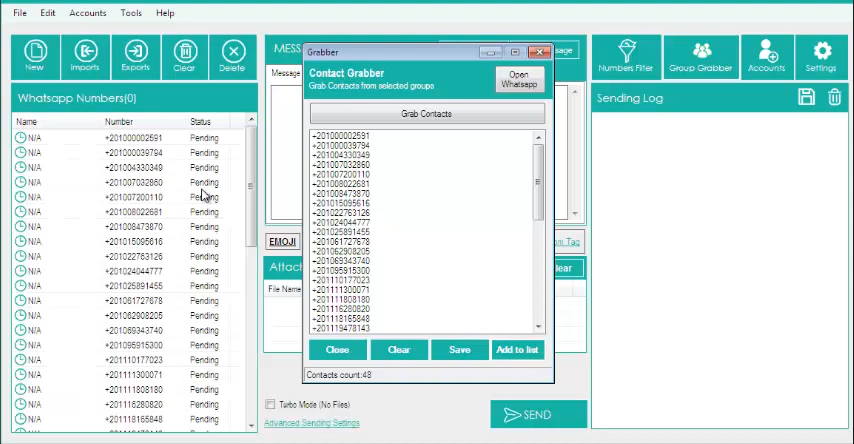 File Edit Accounts Tools Help
New Imports Exports Clear Delete
Whatsapp Numbers(0)
Name Number Status
N/A +201000002591 Pending
N/A +201000039794 Pending
N/A +201004330349 Pending
N/A +201007032860 Pending
N/A +201007200110 Pending
N/A +201008022681 Pending
N/A +201008473870 Pending
N/A +201015095616 Pending
N/A +201022763126 Pending
N/A +201024044777 Pending
N/A +201025891455 Pending
N/A +201061727678 Pending
N/A +201062908205 Pending
N/A +201069343740 Pending
N/A +201095915300 Pending
N/A +201110177023 Pending
N/A +201111300071 Pending
N/A +201111808180 Pending
N/A +201116280820 Pending
N/A +201118165848 Pending
Message
EMOJI
File Name
Turbo Mode (No Files)
Advanced Sending Settings
SEND
Grabber
Contact Grabber
Grab Contacts from selected groups
Open
Whatsapp
Grab Contacts
+201000002591
+201000039794
+201004330349
+201007032860
+201007200110
+201008022681
+201008473870
+201015095616
+201022763126
+201024044777
+201025891455
+201061727678
+201062908205
+201069343740
+201095915300
+201110177023
+201111300071
+201111808180
+201116280820
+201118165848
+201119478143
Close Clear Save Add to list
Contacts count:48
Numbers Filter Group Grabber Accounts Settings
Sending Log